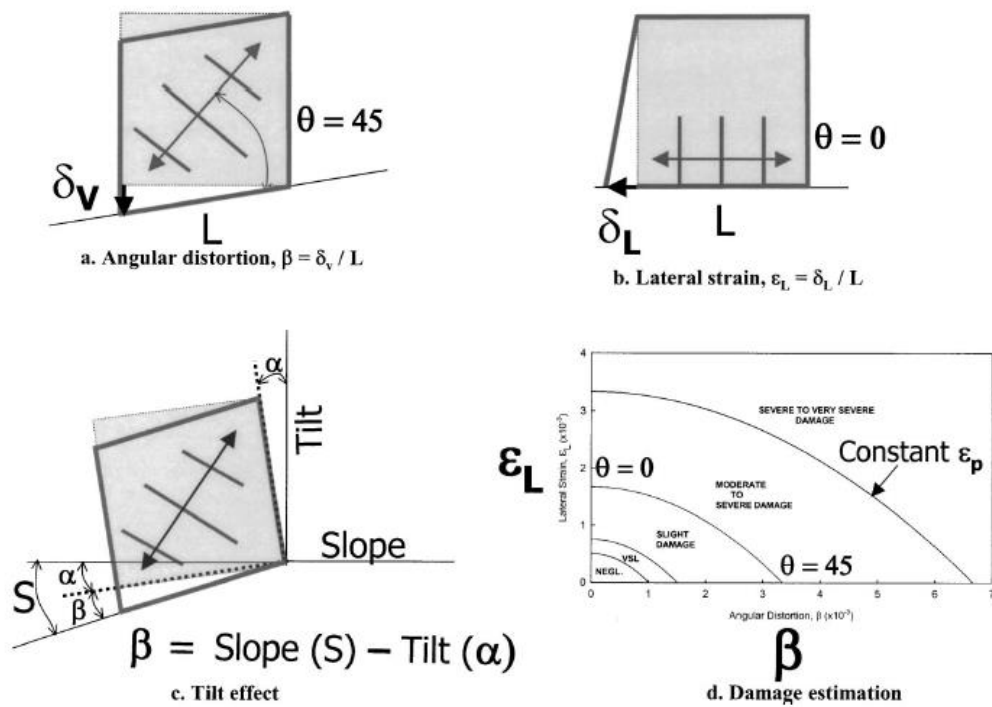 θ = 45
δV
L
a. Angular distortion, β = δv / L
θ = 0
δL
L
b. Lateral strain, εL = δL / L
α
Tilt
Slope
S
α
β
α
β = Slope (S) – Tilt (α)
c. Tilt effect
4
3
2
1
0
εL
Lateral Strain, εL (x10⁻³)
SEVERE TO VERY SEVERE
DAMAGE
Constant εp
θ = 0
MODERATE
TO
SEVERE DAMAGE
SLIGHT
DAMAGE
VSL
NEGL.
θ = 45
0 1 2 3 4 5 6 7
Angular Distortion, β (x10⁻³)
β
d. Damage estimation